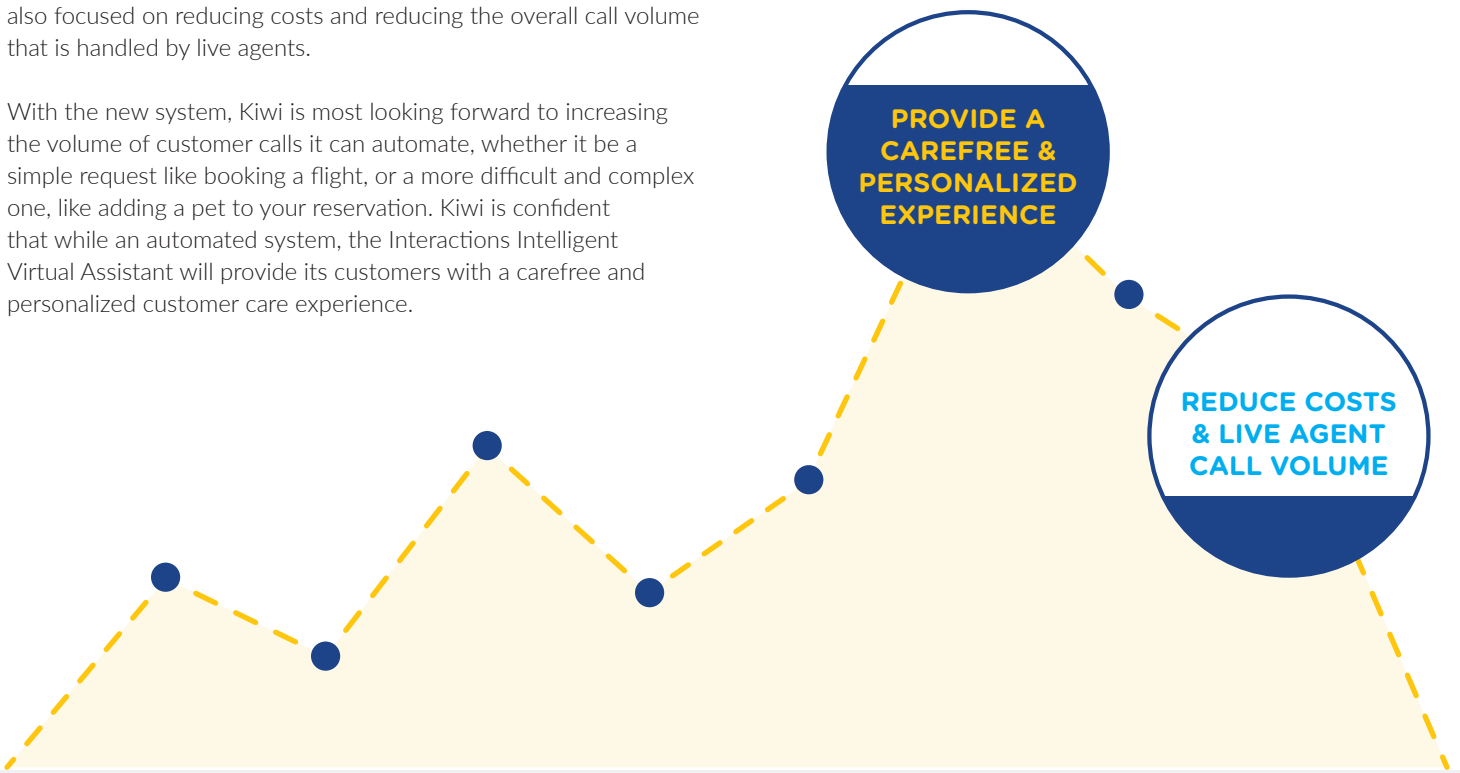 also focused on reducing costs and reducing the overall call volume
that is handled by live agents.
With the new system, Kiwi is most looking forward to increasing
the volume of customer calls it can automate, whether it be a
simple request like booking a flight, or a more difficult and complex
one, like adding a pet to your reservation. Kiwi is confident
that while an automated system, the Interactions Intelligent
Virtual Assistant will provide its customers with a carefree and
personalized customer care experience.
PROVIDE A
CAREFREE &
PERSONALIZED
EXPERIENCE
REDUCE COSTS
& LIVE AGENT
CALL VOLUME